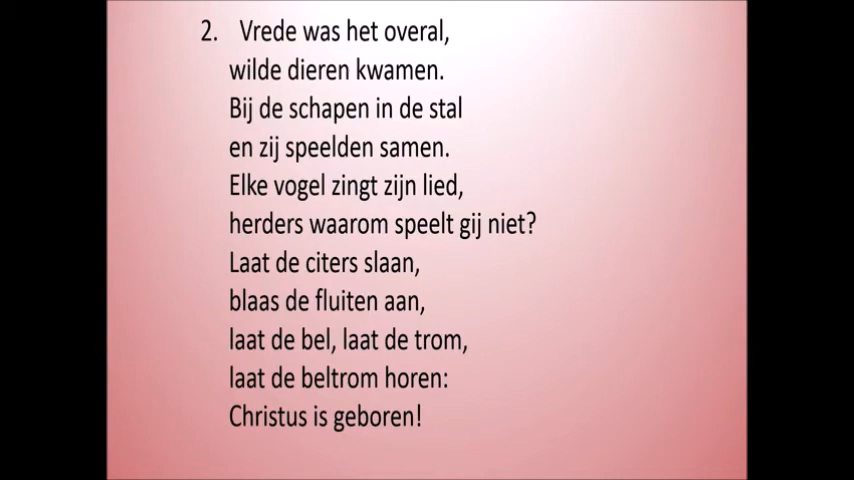 2. Vrede was het overal,
wilde dieren kwamen.
Bij de schapen in de stal
en zij speelden samen.
Elke vogel zingt zijn lied,
herders waarom speelt gij niet?
Laat de citers slaan,
blaas de fluiten aan,
laat de bel, laat de trom,
laat de beltrom horen:
Christus is geboren!